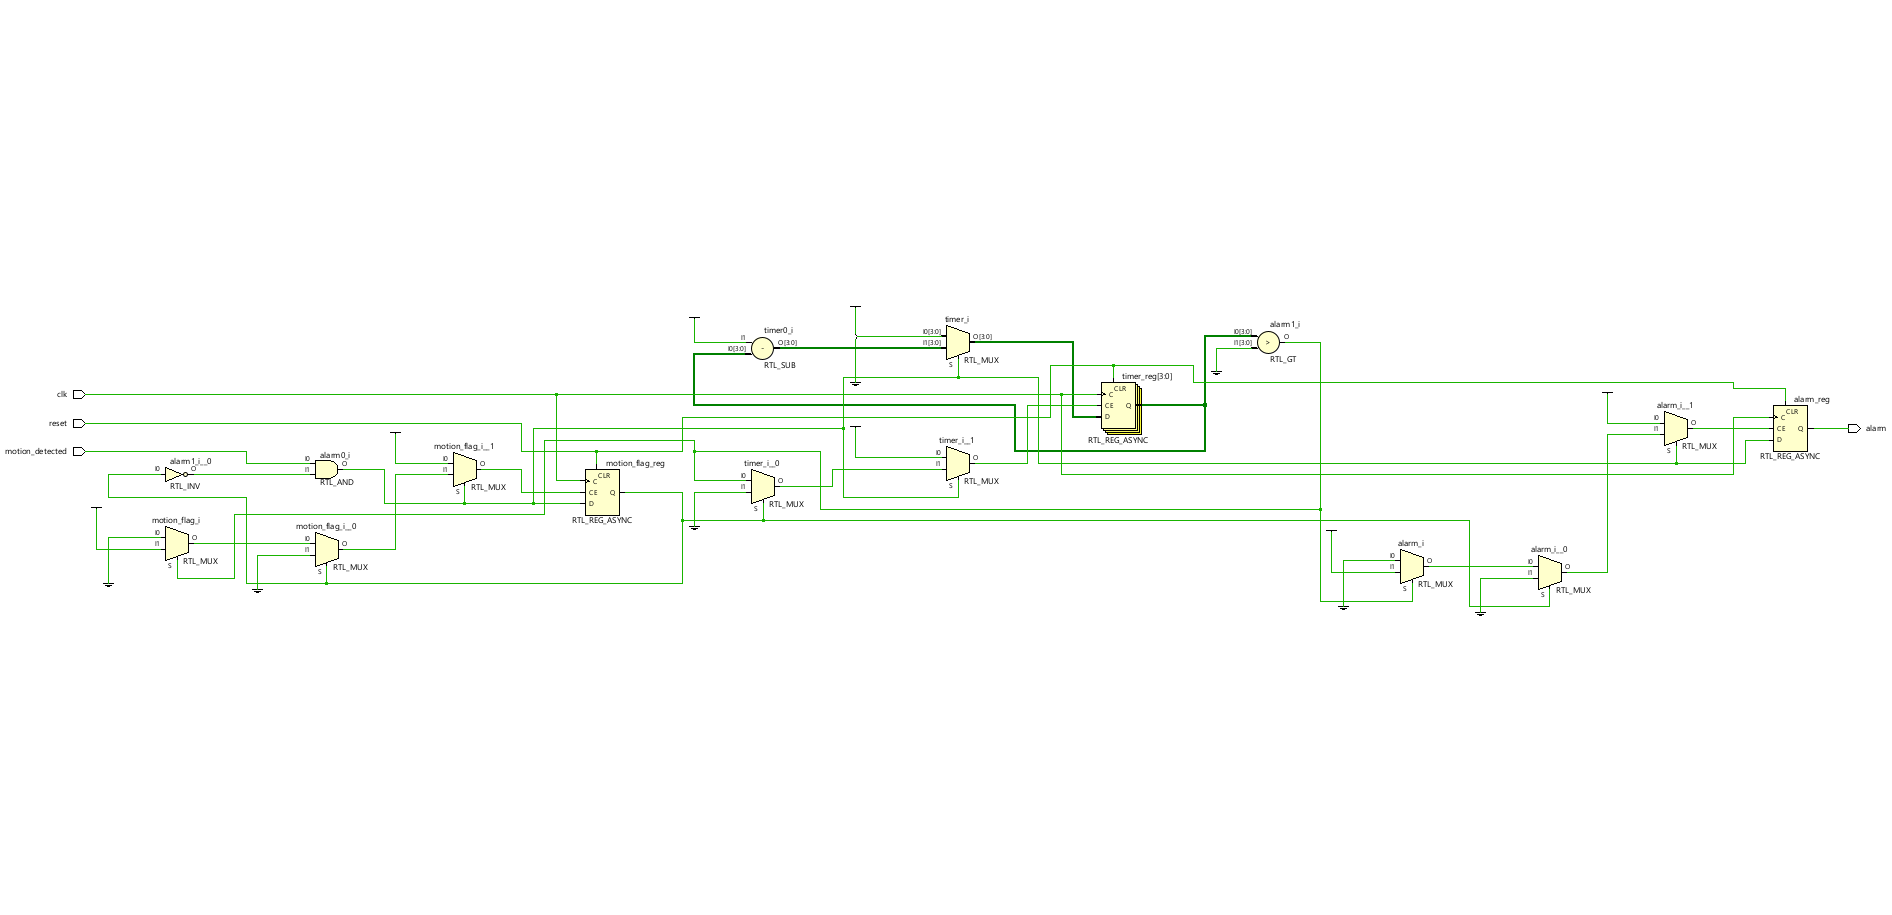 clk
reset
motion_detected
alarm1_i__0
I0
O
RTL_INV
alarm0_i
I0
I1
O
RTL_AND
motion_flag_i
I0
I1
O
S
RTL_MUX
motion_flag_i__0
I0
I1
O
S
RTL_MUX
motion_flag_i__1
I0
I1
O
S
RTL_MUX
motion_flag_reg
CLR
C
CE
Q
D
RTL_REG_ASYNC
timer0_i
I1
I0[3:0]
-
O[3:0]
RTL_SUB
timer_i__0
I0
I1
O
S
RTL_MUX
timer_i
I0[3:0]
I1[3:0]
O[3:0]
S
RTL_MUX
timer_i__1
I0
I1
O
S
RTL_MUX
timer_reg[3:0]
CLR
C
CE
Q
D
RTL_REG_ASYNC
alarm1_i
I0[3:0]
I1[3:0]
>
O
RTL_GT
alarm_i
I0
I1
O
S
RTL_MUX
alarm_i__0
I0
I1
O
S
RTL_MUX
alarm_i__1
I0
I1
O
S
RTL_MUX
alarm_reg
CLR
C
CE
Q
D
RTL_REG_ASYNC
alarm